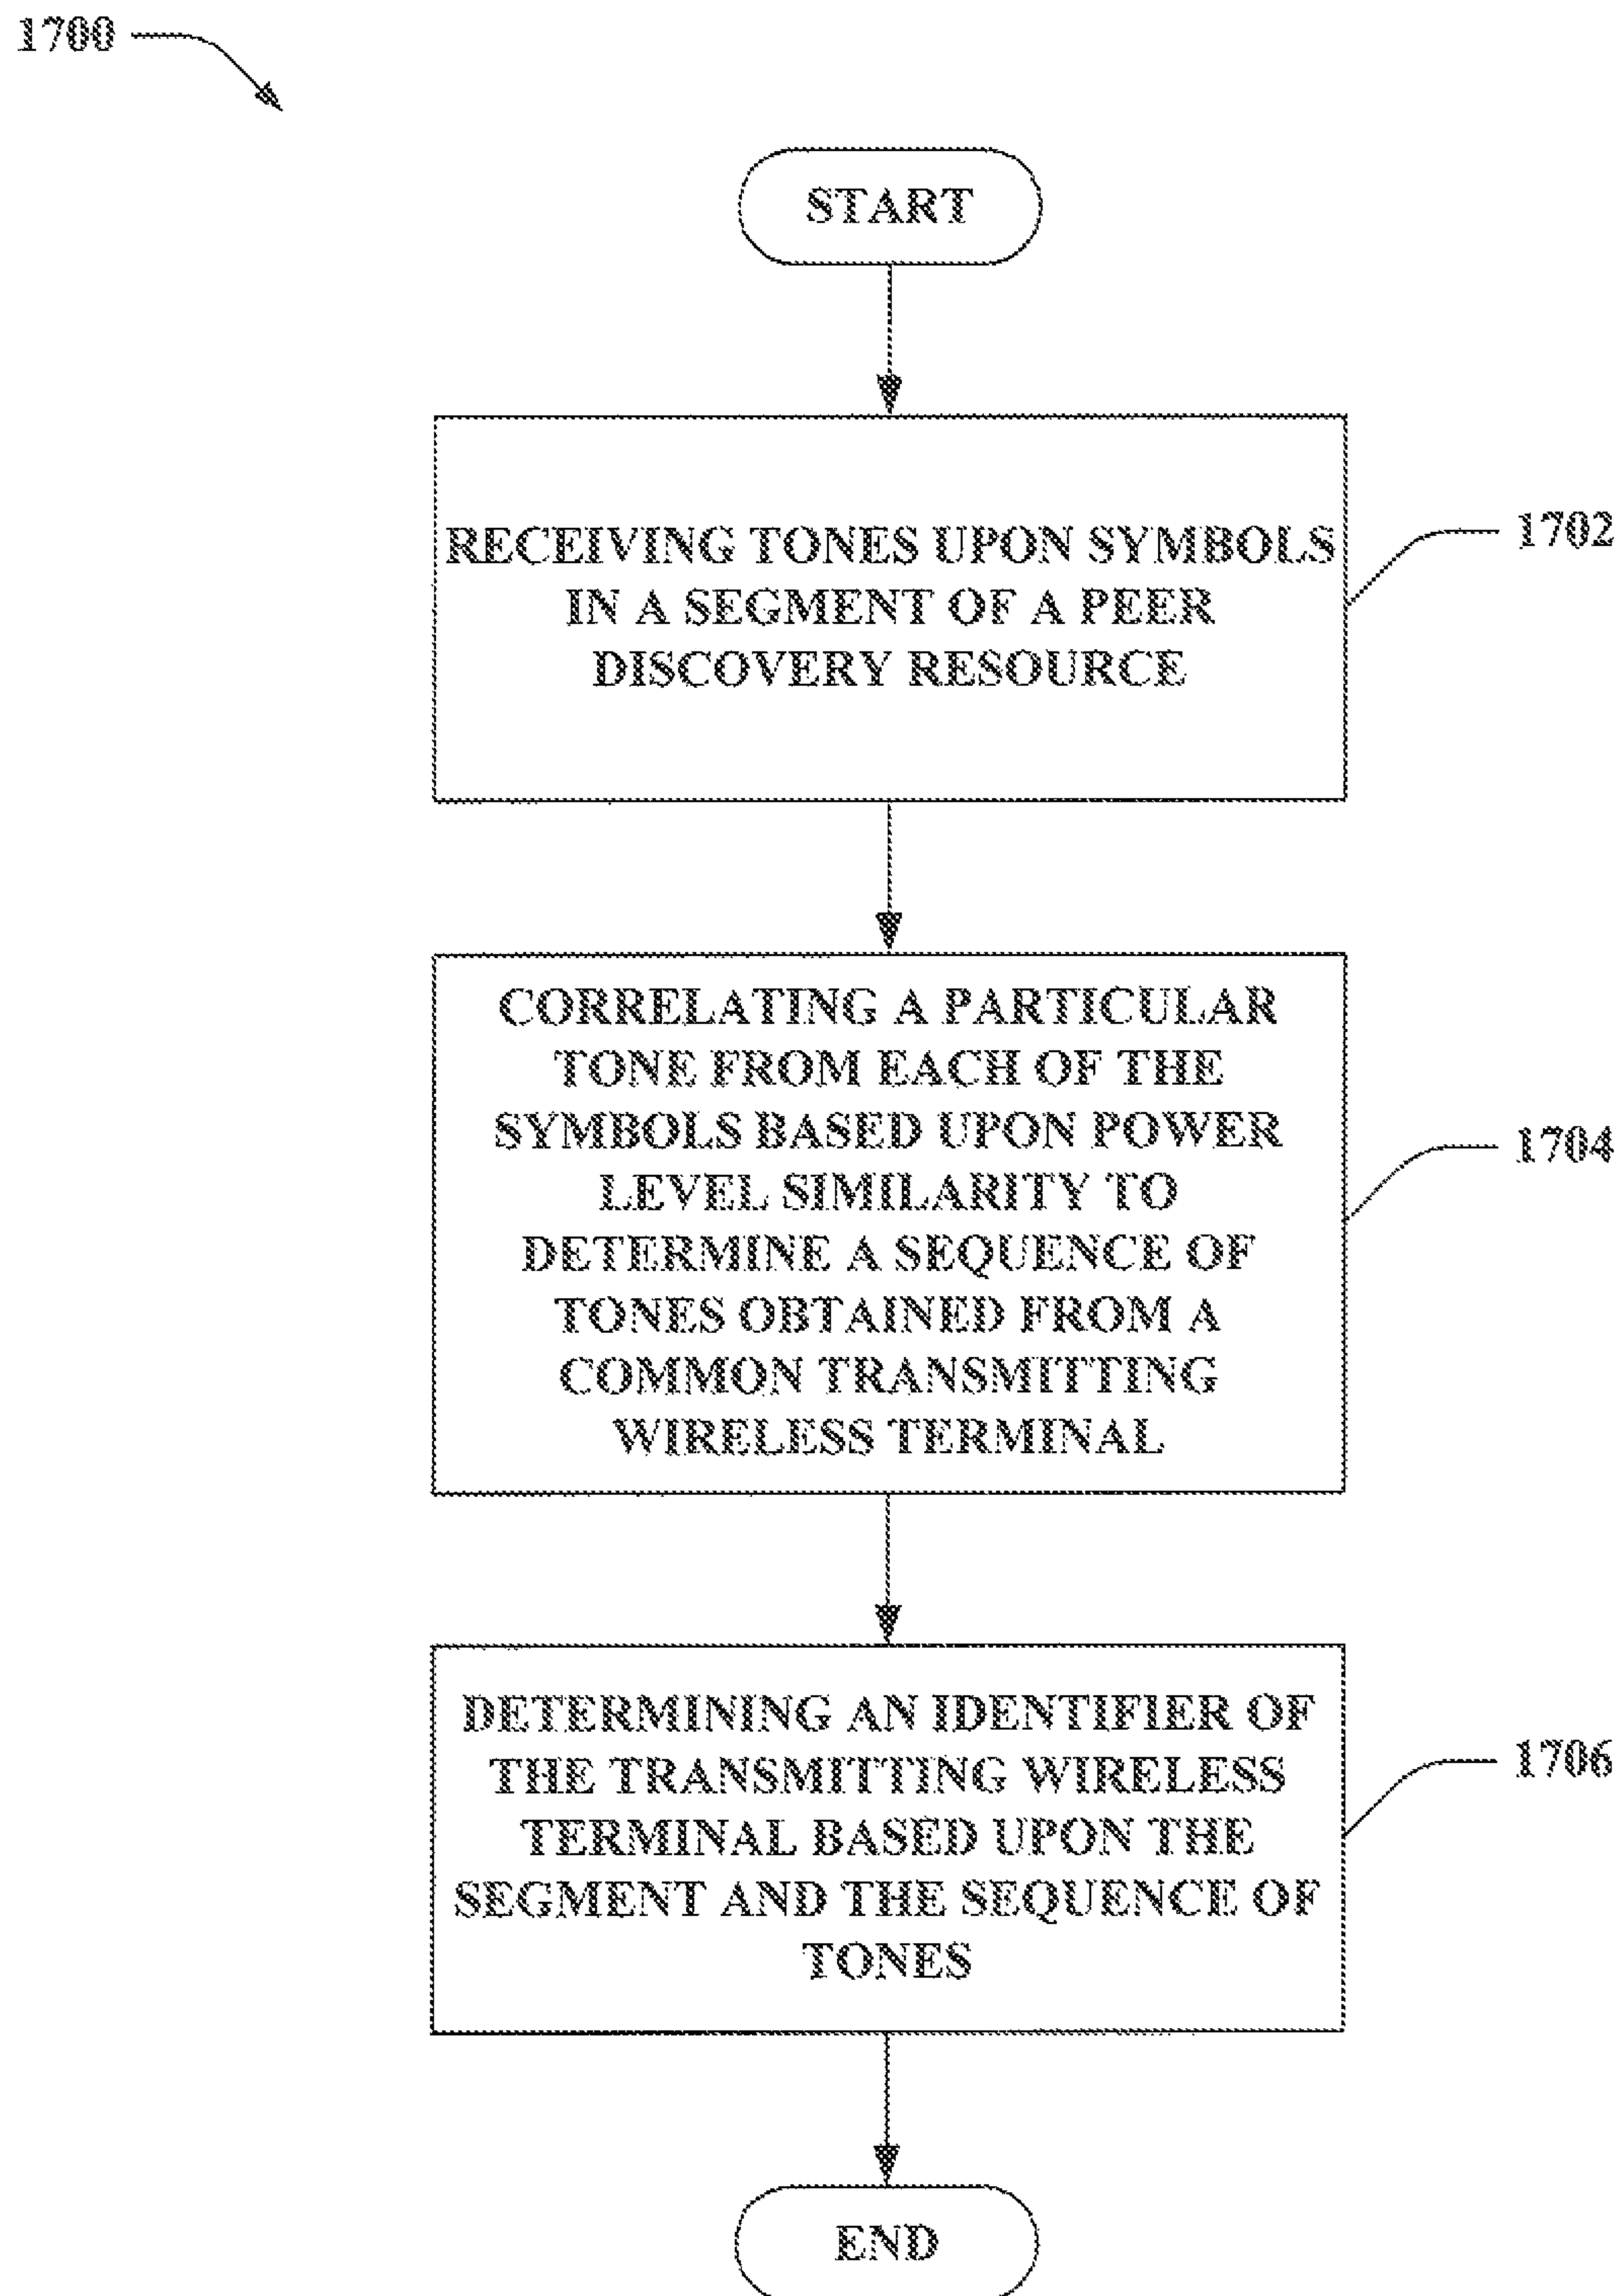 1700
START
RECEIVING TONES UPON SYMBOLS
IN A SEGMENT OF A PEER
DISCOVERY RESOURCE
1702
CORRELATING A PARTICULAR
TONE FROM EACH OF THE
SYMBOLS BASED UPON POWER
LEVEL SIMILARITY TO
DETERMINE A SEQUENCE OF
TONES OBTAINED FROM A
COMMON TRANSMITTING
WIRELESS TERMINAL
1704
DETERMINING AN IDENTIFIER OF
THE TRANSMITTING WIRELESS
TERMINAL BASED UPON THE
SEGMENT AND THE SEQUENCE OF
TONES
1706
END